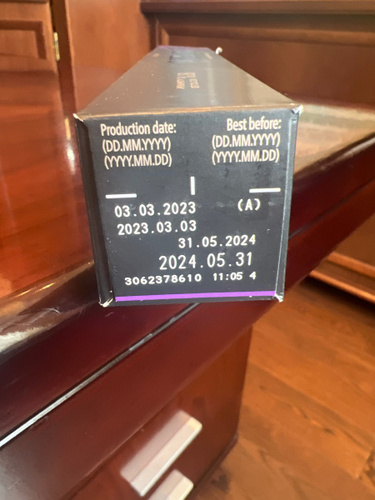 Production date: Best before:
(DD.MM.YYYY) (DD.MM.YYYY)
(YYYY.MM.DD) (YYYY.MM.DD)
03.03.2023 (A)
2023.03.03
31.05.2024
2024.05.31
3062378610 11:05 4